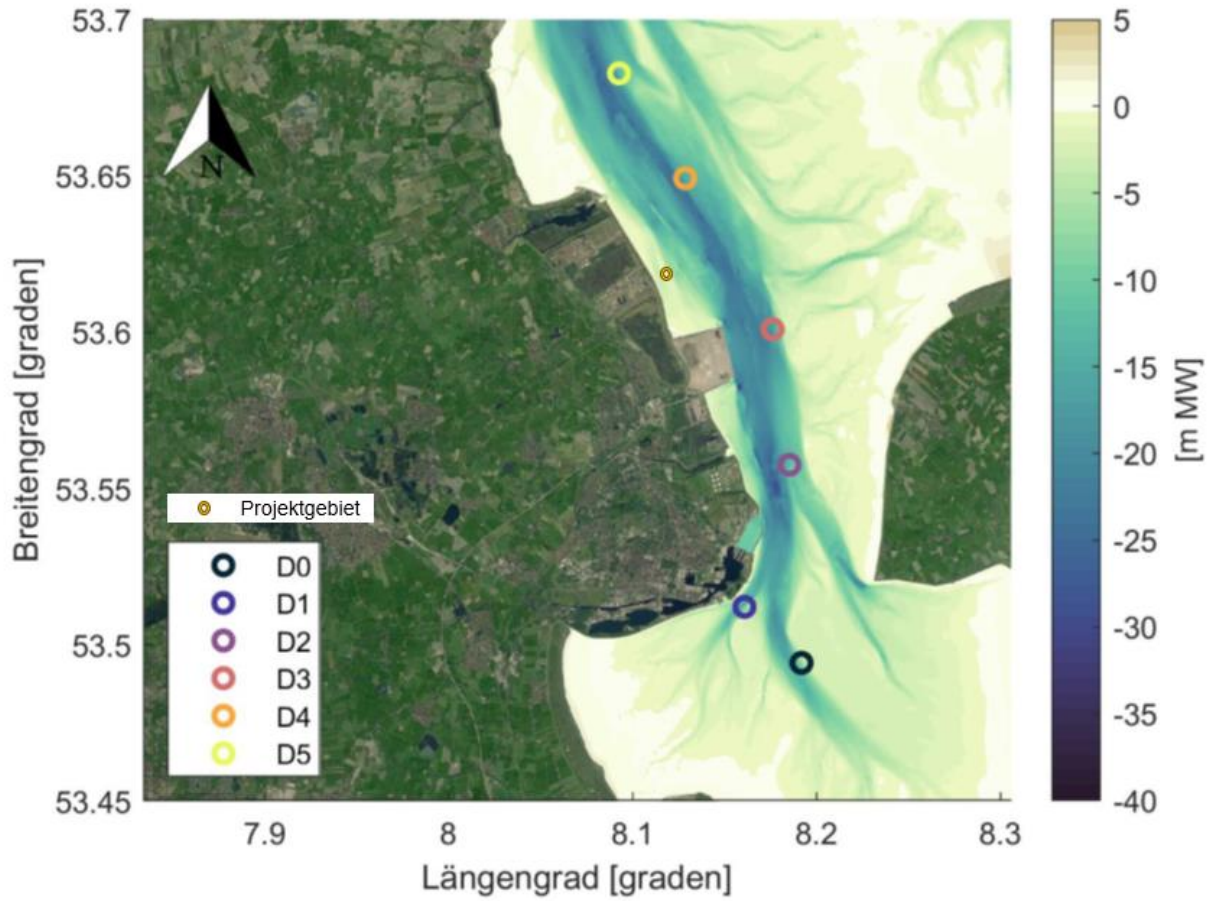 53.7
53.65
53.6
53.55
53.5
53.45
Breitengrad [graden]
N
Projektgebiet
D0
D1
D2
D3
D4
D5
7.9
8
8.1
8.2
8.3
Längengrad [graden]
5
0
-5
-10
-15
-20
-25
-30
-35
-40
[m MW]